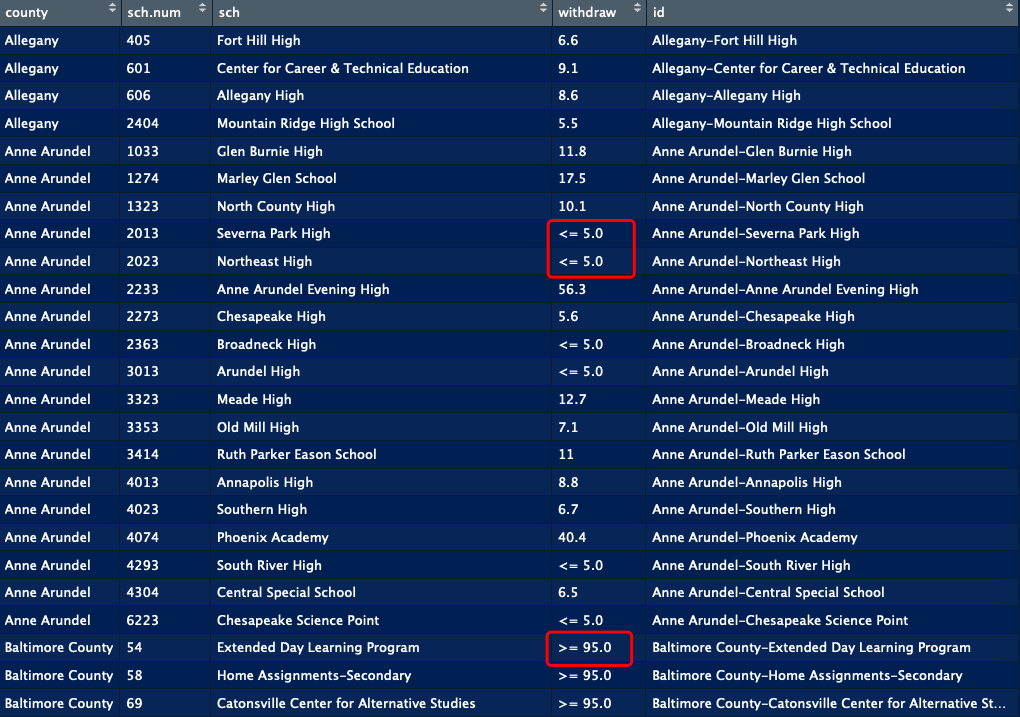 county sch.num sch withdraw id
Allegany 405 Fort Hill High 6.6 Allegany-Fort Hill High
Allegany 601 Center for Career & Technical Education 9.1 Allegany-Center for Career & Technical Education
Allegany 606 Allegany High 8.6 Allegany-Allegany High
Allegany 2404 Mountain Ridge High School 5.5 Allegany-Mountain Ridge High School
Anne Arundel 1033 Glen Burnie High 11.8 Anne Arundel-Glen Burnie High
Anne Arundel 1274 Marley Glen School 17.5 Anne Arundel-Marley Glen School
Anne Arundel 1323 North County High 10.1 Anne Arundel-North County High
Anne Arundel 2013 Severna Park High <= 5.0 Anne Arundel-Severna Park High
Anne Arundel 2023 Northeast High <= 5.0 Anne Arundel-Northeast High
Anne Arundel 2233 Anne Arundel Evening High 56.3 Anne Arundel-Anne Arundel Evening High
Anne Arundel 2273 Chesapeake High 5.6 Anne Arundel-Chesapeake High
Anne Arundel 2363 Broadneck High <= 5.0 Anne Arundel-Broadneck High
Anne Arundel 3013 Arundel High <= 5.0 Anne Arundel-Arundel High
Anne Arundel 3323 Meade High 12.7 Anne Arundel-Meade High
Anne Arundel 3353 Old Mill High 7.1 Anne Arundel-Old Mill High
Anne Arundel 3414 Ruth Parker Eason School 11 Anne Arundel-Ruth Parker Eason School
Anne Arundel 4013 Annapolis High 8.8 Anne Arundel-Annapolis High
Anne Arundel 4023 Southern High 6.7 Anne Arundel-Southern High
Anne Arundel 4074 Phoenix Academy 40.4 Anne Arundel-Phoenix Academy
Anne Arundel 4293 South River High <= 5.0 Anne Arundel-South River High
Anne Arundel 4304 Central Special School 6.5 Anne Arundel-Central Special School
Anne Arundel 6223 Chesapeake Science Point <= 5.0 Anne Arundel-Chesapeake Science Point
Baltimore County 54 Extended Day Learning Program >= 95.0 Baltimore County-Extended Day Learning Program
Baltimore County 58 Home Assignments-Secondary >= 95.0 Baltimore County-Home Assignments-Secondary
Baltimore County 69 Catonsville Center for Alternative Studies >= 95.0 Baltimore County-Catonsville Center for Alternative St...